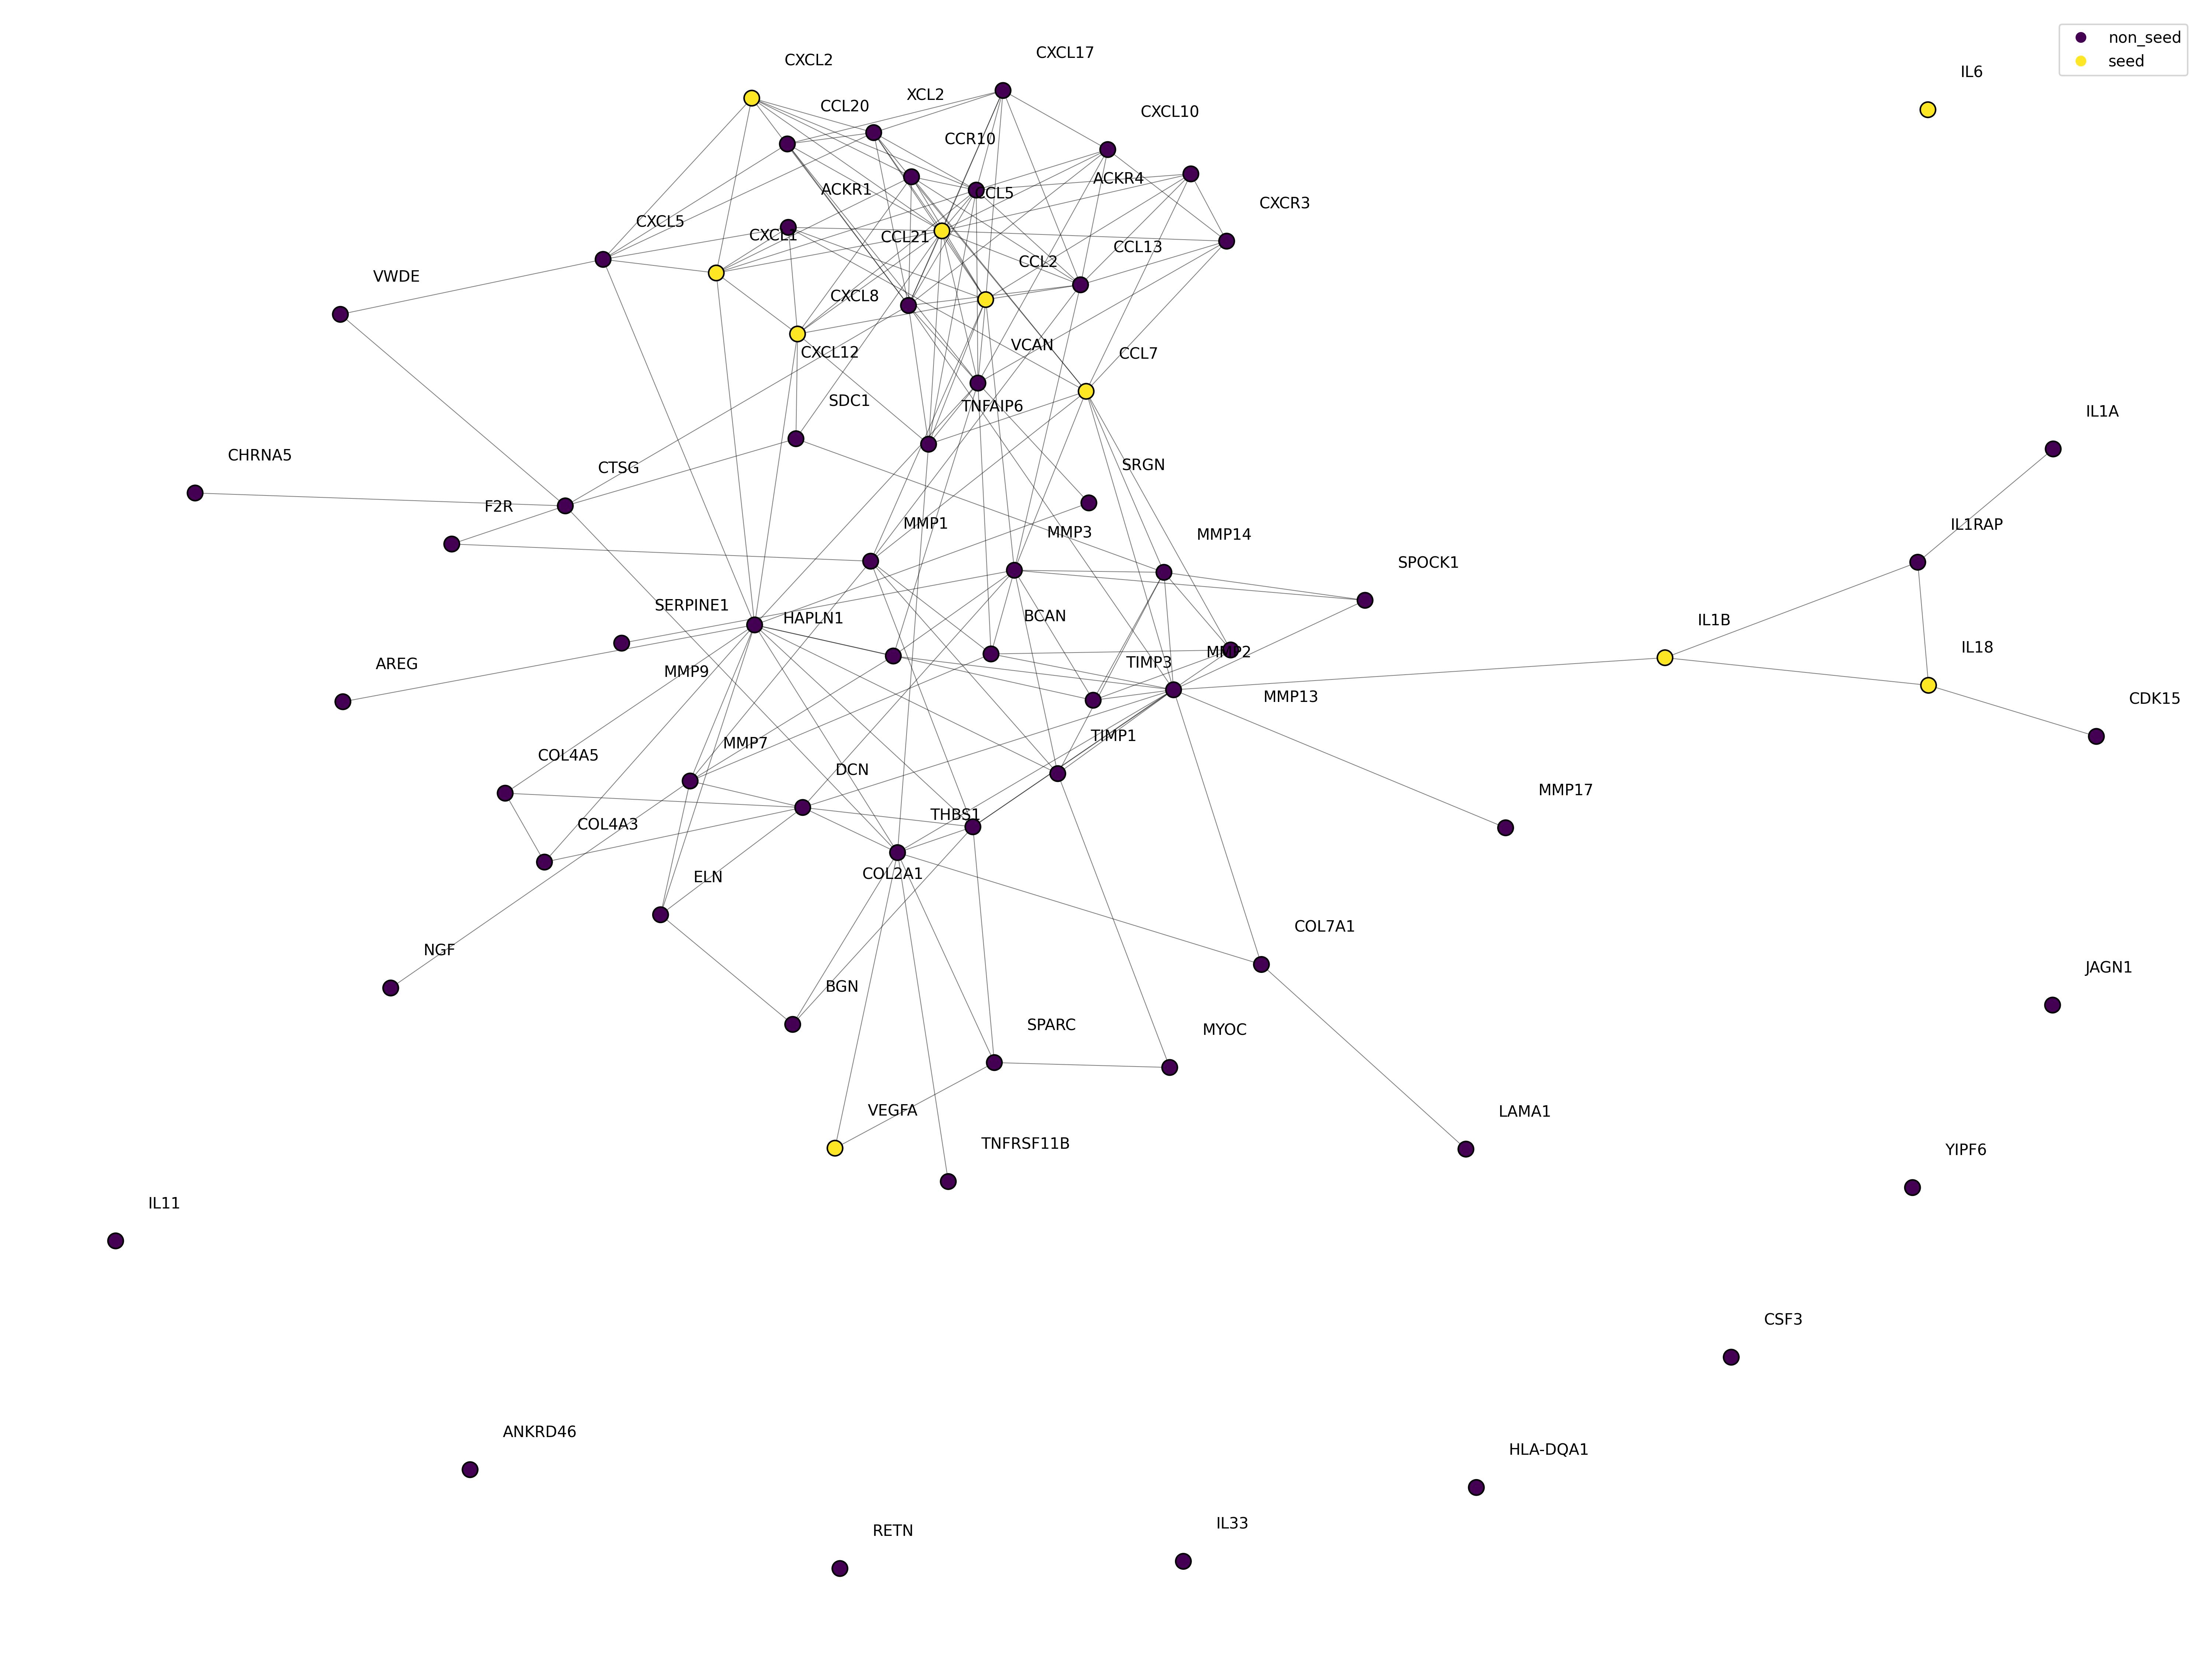 CXCL17
non_seed
CXCL2
seed
IL6
XCL2
CCL20
CXCL10
CCR10
ACKR4
ACKR1
CCL5
CXCR3
CXCL5
CXCL1
CCL21
CCL13
CCL2
VWDE
CXCL8
VCAN
CXCL12
CCL7
SDC1
TNFAIP6
IL1A
CHRNA5
SRGN
CTSG
F2R
MMP1
IL1RAP
MMP3
MMP14
SPOCK1
SERPINE1
BCAN
HAPLN1
IL1B
IL18
MMP2
AREG
TIMP3
MMP9
MMP13
CDK15
TIMP1
MMP7
COL4A5
DCN
MMP17
THBS1
COL4A3
COL2A1
ELN
COL7A1
NGF
JAGN1
BGN
SPARC
MYOC
VEGFA
LAMA1
TNFRSF11B
YIPF6
IL11
CSF3
ANKRD46
HLA-DQA1
IL33
RETN